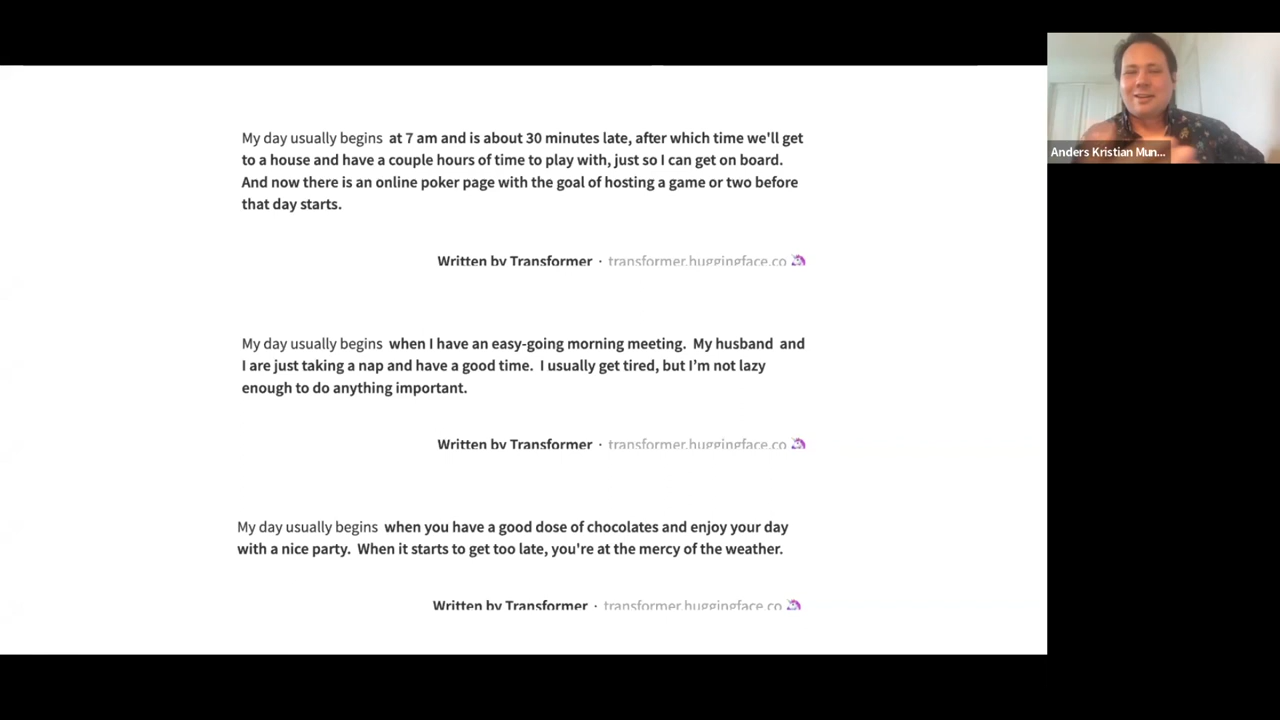 My day usually begins at 7 am and is about 30 minutes late, after which time we'll get
to a house and have a couple hours of time to play with, just so I can get on board.
And now there is an online poker page with the goal of hosting a game or two before
that day starts.
Written by Transformer · transformer.huggingface.co
My day usually begins when I have an easy-going morning meeting. My husband and
I are just taking a nap and have a good time. I usually get tired, but I’m not lazy
enough to do anything important.
Written by Transformer · transformer.huggingface.co
My day usually begins when you have a good dose of chocolates and enjoy your day
with a nice party. When it starts to get too late, you're at the mercy of the weather.
Written by Transformer · transformer.huggingface.co
Anders Kristian Mun...